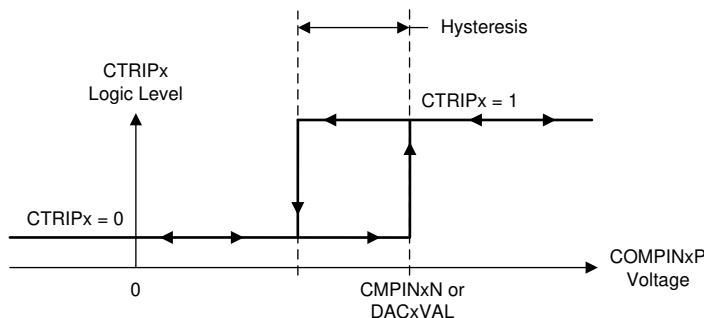 Hysteresis
CTRIPx
Logic Level
CTRIPx = 1
CTRIPx = 0
COMPINxP
Voltage
0
CMPINxN or
DACxVAL